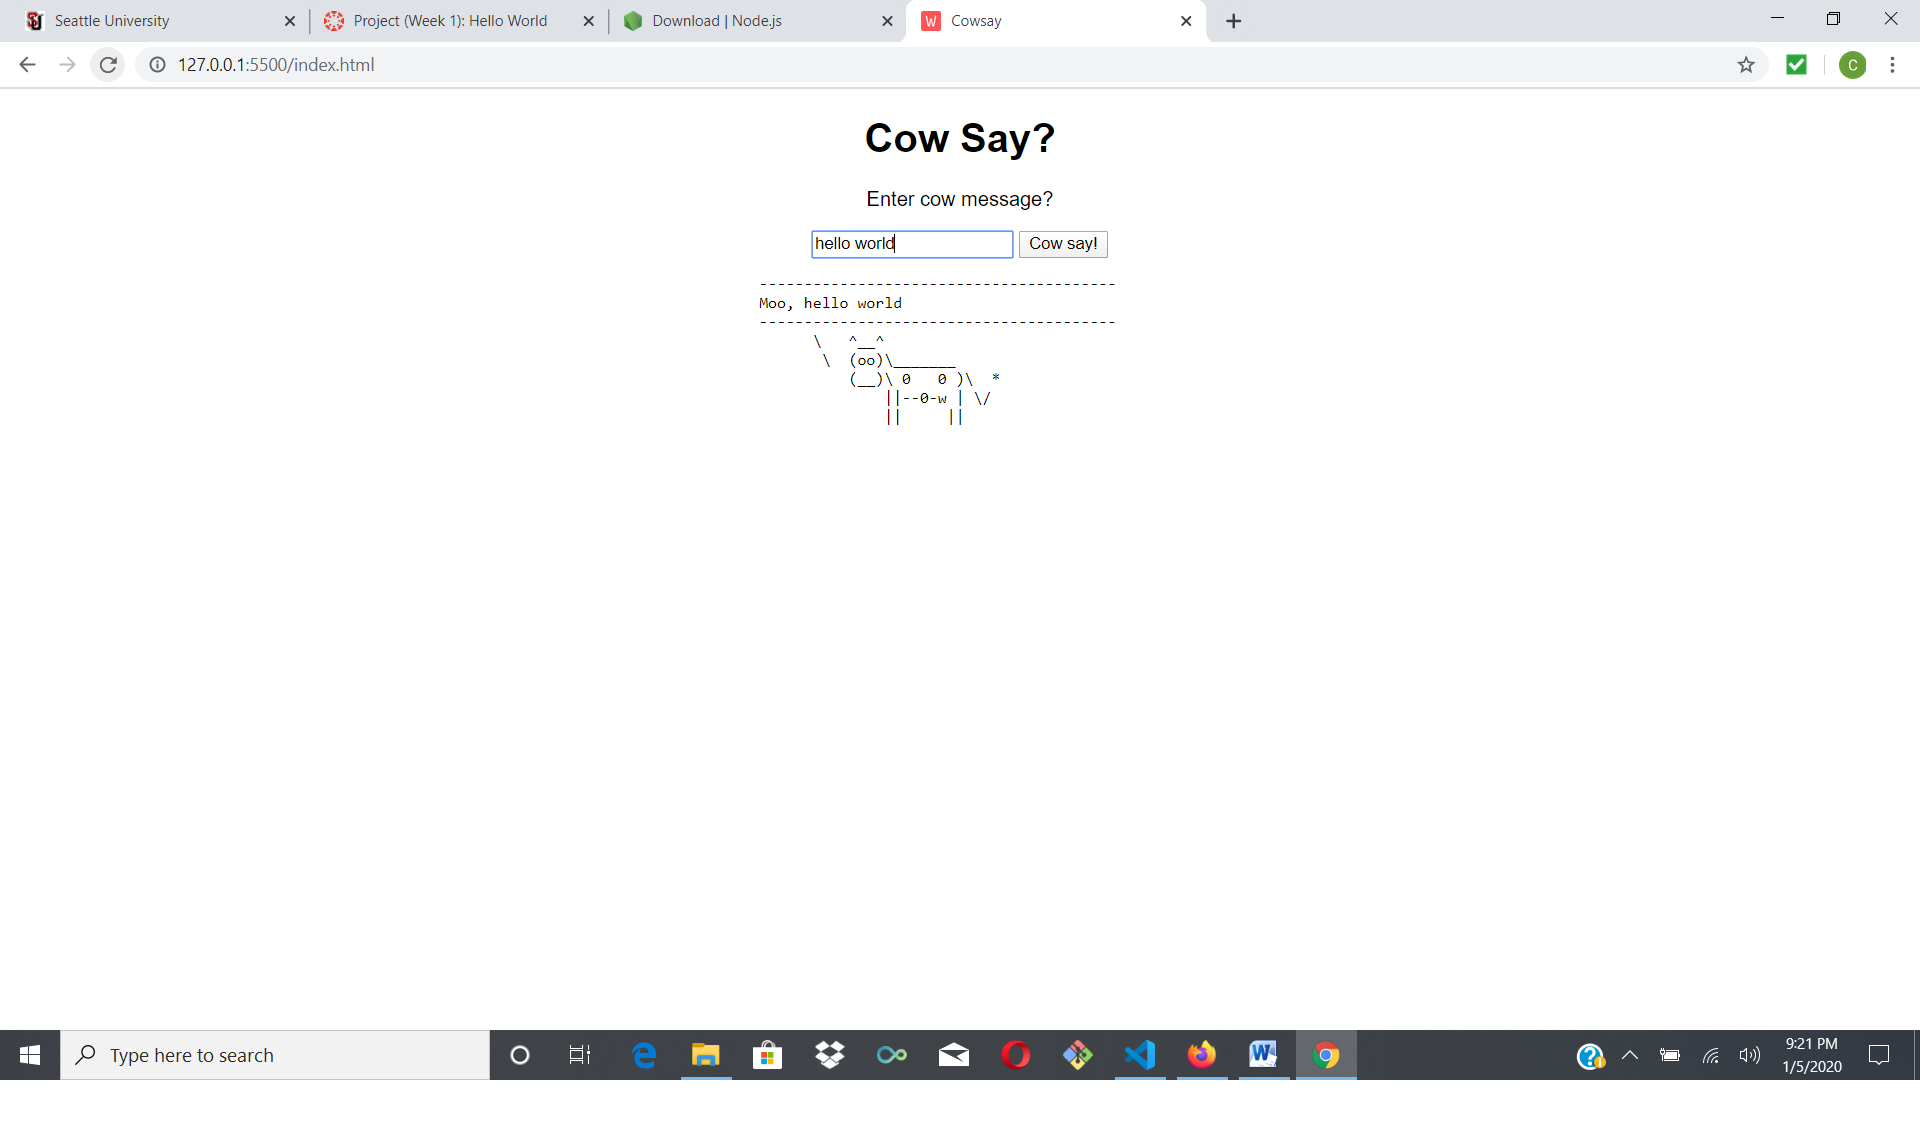 Seattle University
Project (Week 1): Hello World
Download | Node.js
W Cowsay
127.0.0.1:5500/index.html
C
Cow Say?
Enter cow message?
hello world
Cow say!
----------------------------------------
Moo, hello world
----------------------------------------
      \   ^__^
       \  (oo)\_______
          (__)\ 0   0 )\  *
              ||--0-w | \/
              ||     ||
Type here to search
9:21 PM
1/5/2020